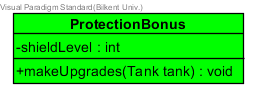 Visual Paradigm Standard(Bilkent Univ.)
ProtectionBonus
-shieldLevel : int
+makeUpgrades(Tank tank) : void